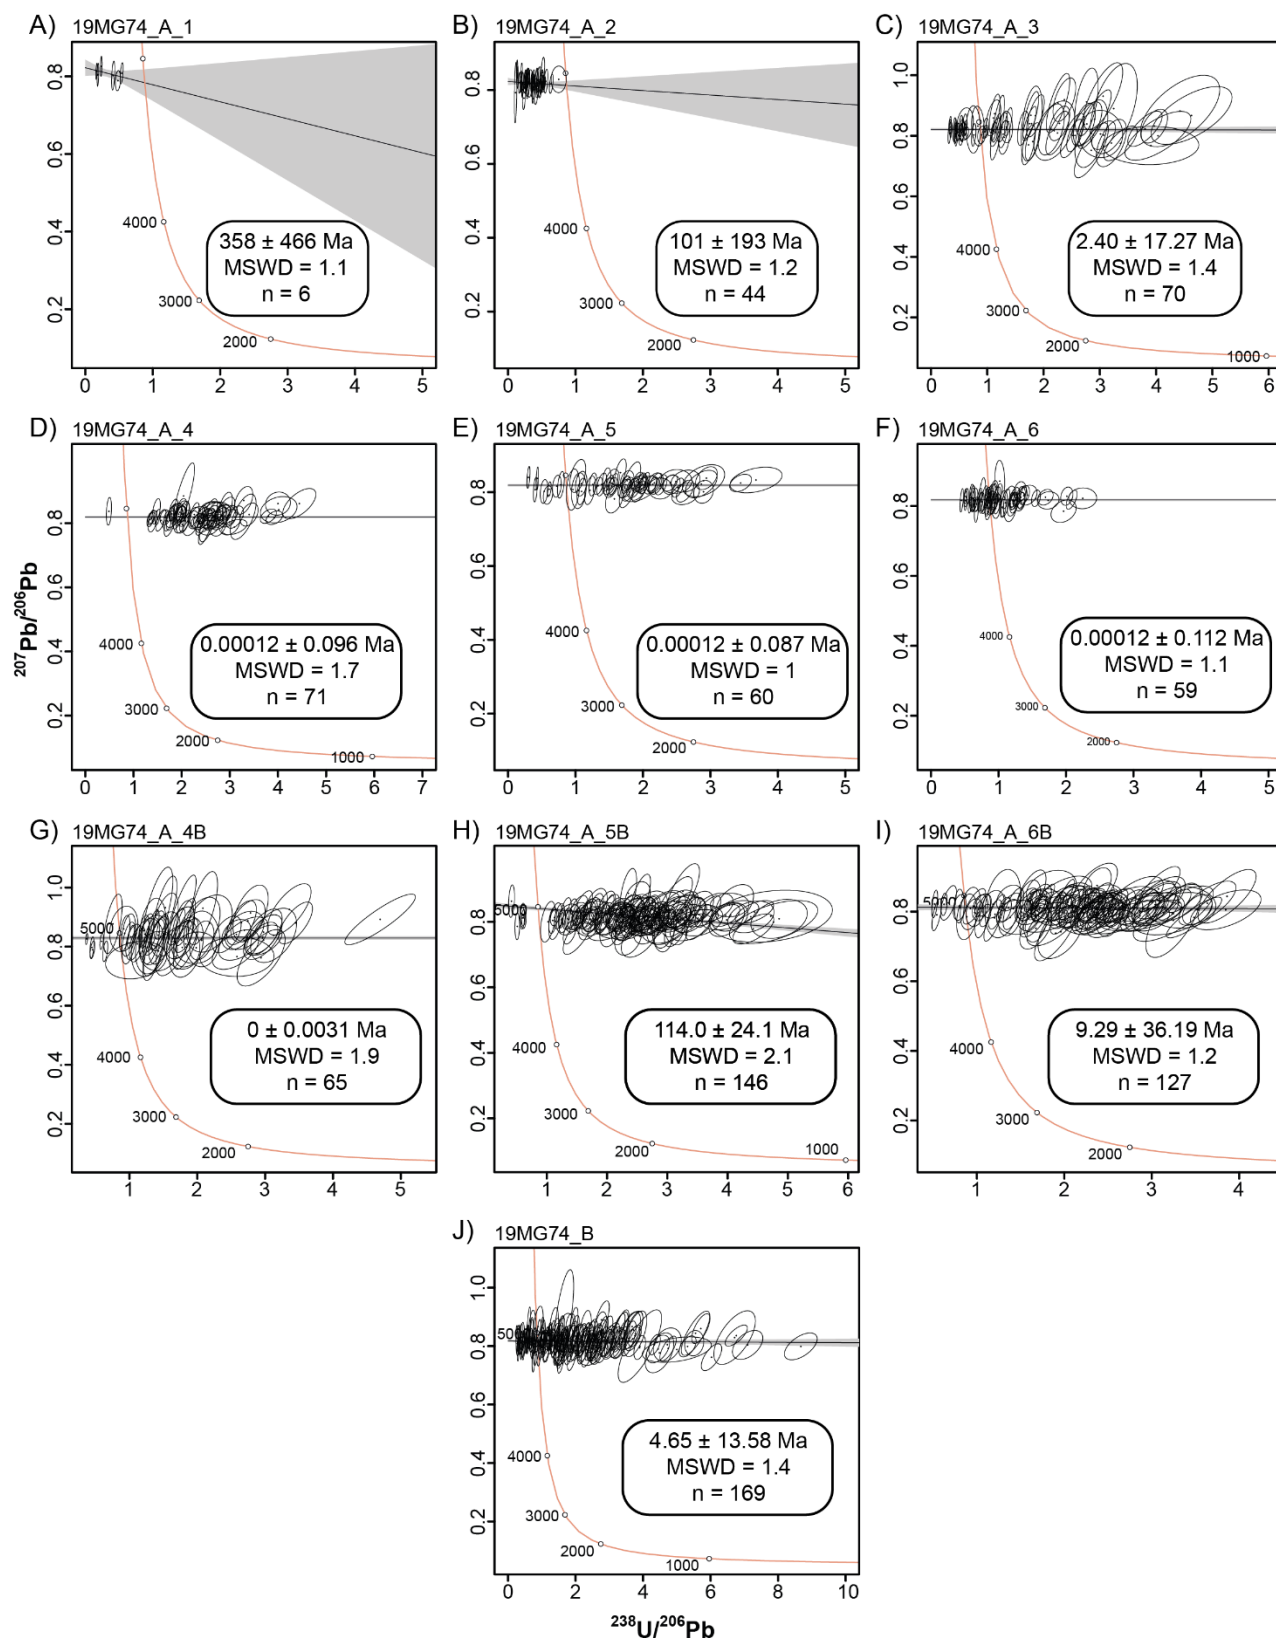 A) 19MG74_A_1
0.8
0.6
0.4
0.2
4000
3000
2000
358 ± 466 Ma
MSWD = 1.1
n = 6
0 1 2 3 4 5
B) 19MG74_A_2
0.8
0.6
0.4
0.2
4000
3000
2000
101 ± 193 Ma
MSWD = 1.2
n = 44
0 1 2 3 4 5
C) 19MG74_A_3
1.0
0.8
0.6
0.4
0.2
4000
3000
2000
1000
2.40 ± 17.27 Ma
MSWD = 1.4
n = 70
0 1 2 3 4 5 6
D) 19MG74_A_4
0.8
0.6
0.4
0.2
4000
3000
2000
1000
0.00012 ± 0.096 Ma
MSWD = 1.7
n = 71
0 1 2 3 4 5 6 7
E) 19MG74_A_5
0.8
0.6
0.4
0.2
4000
3000
2000
0.00012 ± 0.087 Ma
MSWD = 1
n = 60
0 1 2 3 4 5
F) 19MG74_A_6
0.8
0.6
0.4
0.2
4000
3000
2000
0.00012 ± 0.112 Ma
MSWD = 1.1
n = 59
0 1 2 3 4 5
²⁰⁷Pb/²⁰⁶Pb
G) 19MG74_A_4B
1.0
0.8
0.6
0.4
0.2
5000
4000
3000
2000
0 ± 0.0031 Ma
MSWD = 1.9
n = 65
1 2 3 4 5
H) 19MG74_A_5B
1.0
0.8
0.6
0.4
0.2
5000
4000
3000
2000
1000
114.0 ± 24.1 Ma
MSWD = 2.1
n = 146
1 2 3 4 5 6
I) 19MG74_A_6B
1.0
0.8
0.6
0.4
0.2
5000
4000
3000
2000
9.29 ± 36.19 Ma
MSWD = 1.2
n = 127
1 2 3 4
J) 19MG74_B
1.0
0.8
0.6
0.4
0.2
4000
3000
2000
1000
4.65 ± 13.58 Ma
MSWD = 1.4
n = 169
0 2 4 6 8 10
²³⁸U/²⁰⁶Pb